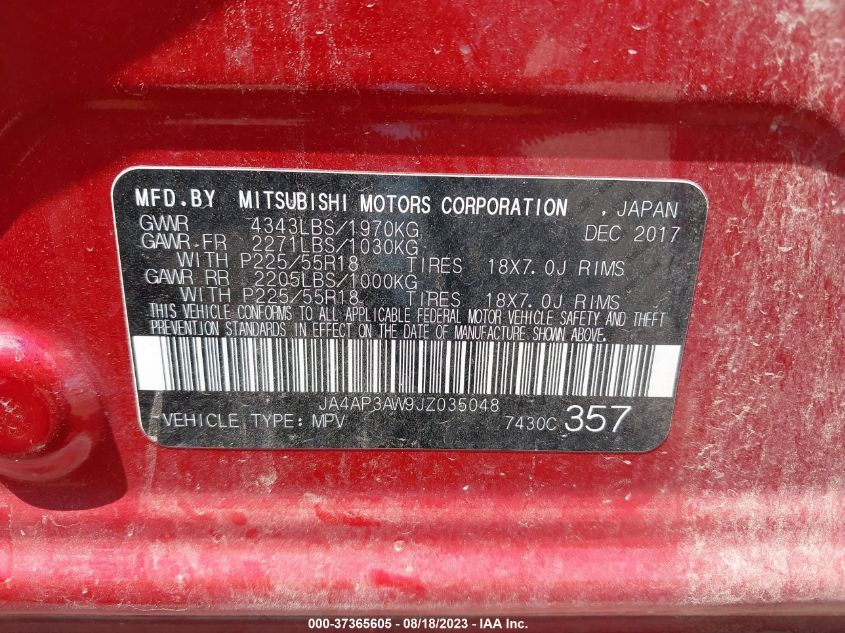 MFD.BY MITSUBISHI MOTORS CORPORATION , JAPAN
GVWR 4343LBS/1970KG DEC 2017
GAWR FR 2271LBS/1030KG
WITH P225/55R18 TIRES 18X7.0J RIMS
GAWR RR 2205LBS/1000KG
WITH P225/55R18 TIRES 18X7.0J RIMS
THIS VEHICLE CONFORMS TO ALL APPLICABLE FEDERAL MOTOR VEHICLE SAFETY AND THEFT
PREVENTION STANDARDS IN EFFECT ON THE DATE OF MANUFACTURE SHOWN ABOVE.
JA4AP3AW9JZ035048
VEHICLE TYPE: MPV 7430C 357
000-37365605 - 08/18/2023 - IAA Inc.